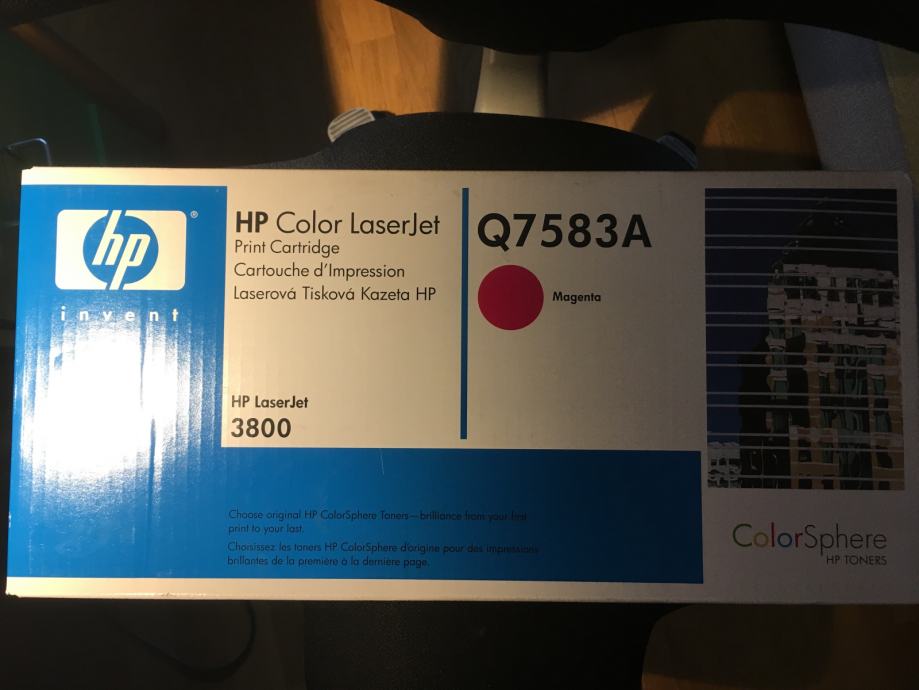 hp
®
invent
HP Color LaserJet
Print Cartridge
Cartouche d'Impression
Laserová Tisková Kazeta HP
HP LaserJet
3800
Q7583A
Magenta
Choose original HP ColorSphere Toners—brilliance from your first
print to your last.
Choisissez les toners HP ColorSphere d'origine pour des impressions
brillantes de la première à la dernière page.
ColorSphere
HP TONERS